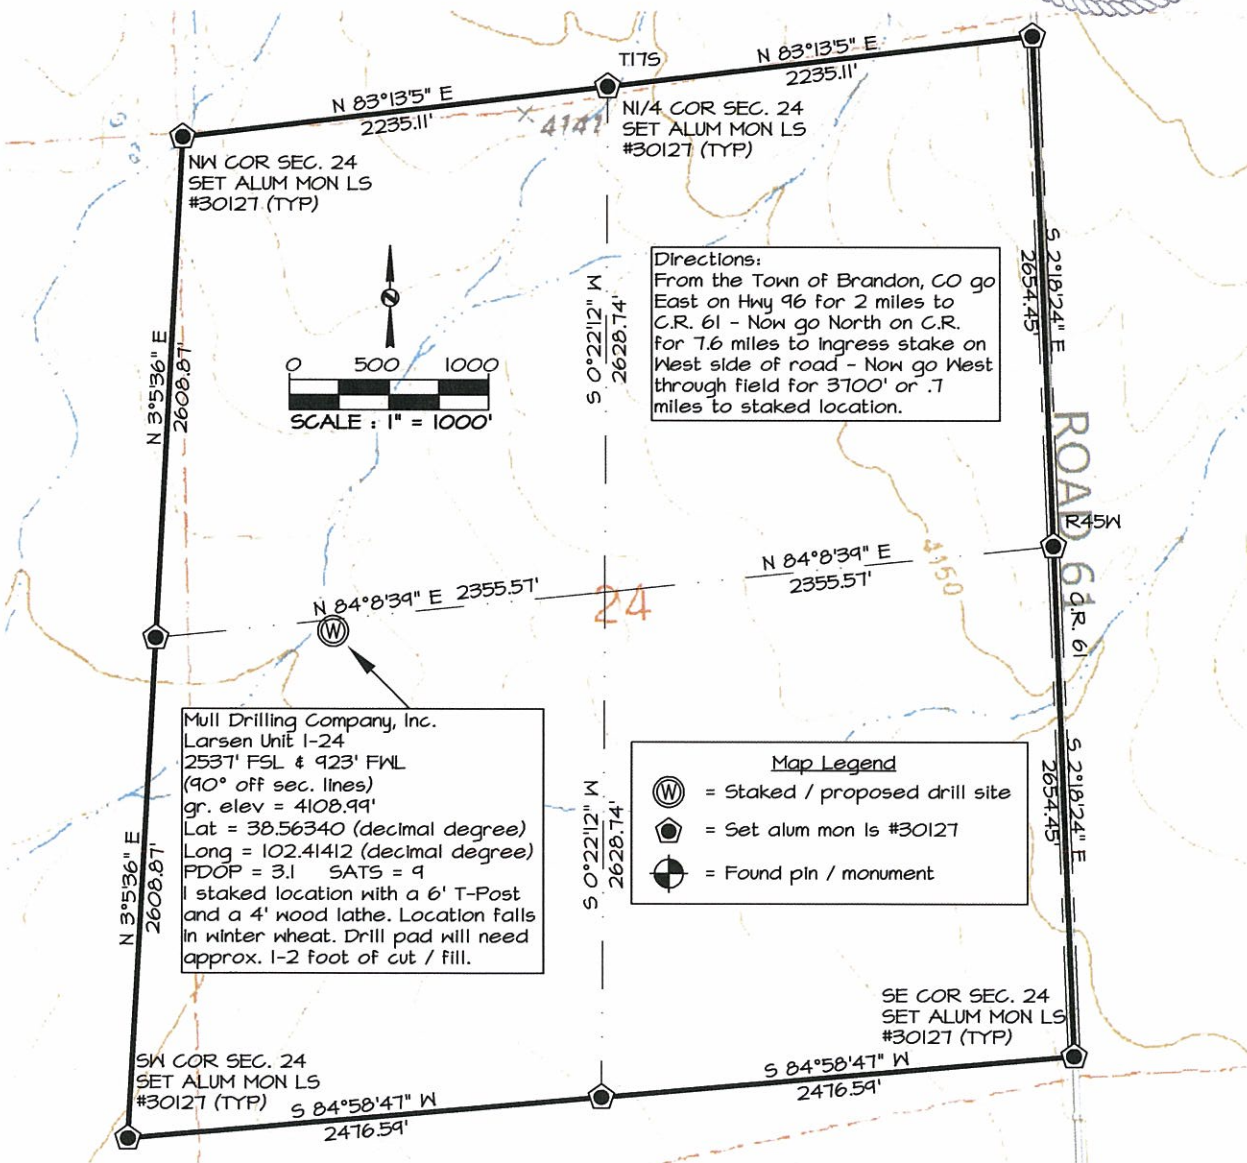 N 83°13'5" E
2235.11'
T17S
N 83°13'5" E
2235.11'
4141
N1/4 COR SEC. 24
SET ALUM MON LS
#30127 (TYP)
NW COR SEC. 24
SET ALUM MON LS
#30127 (TYP)
N
0 500 1000
SCALE : 1" = 1000'
N 3°5'36" E
2608.87'
S 0°22'12" W
2628.74'
Directions:
From the Town of Brandon, CO go
East on Hwy 96 for 2 miles to
C.R. 61 - Now go North on C.R.
for 7.6 miles to ingress stake on
West side of road - Now go West
through field for 3700' or .7
miles to staked location.
S 2°18'24" E
2654.45'
ROAD 61
R45W
C.R. 61
4150
N 84°8'39" E 2355.57'
24
N 84°8'39" E
2355.57'
W
Mull Drilling Company, Inc.
Larsen Unit 1-24
2537' FSL & 923' FWL
(90° off sec. lines)
gr. elev = 4108.99'
Lat = 38.56340 (decimal degree)
Long = 102.41412 (decimal degree)
PDOP = 3.1 SATS = 9
I staked location with a 6' T-Post
and a 4' wood lathe. Location falls
in winter wheat. Drill pad will need
approx. 1-2 foot of cut / fill.
Map Legend
W = Staked / proposed drill site
= Set alum mon ls #30127
= Found pin / monument
N 3°5'36" E
2608.87'
S 0°22'12" W
2628.74'
S 2°18'24" E
2654.45'
SE COR SEC. 24
SET ALUM MON LS
#30127 (TYP)
SW COR SEC. 24
SET ALUM MON LS
#30127 (TYP)
S 84°58'47" W
2476.59'
S 84°58'47" W
2476.59'